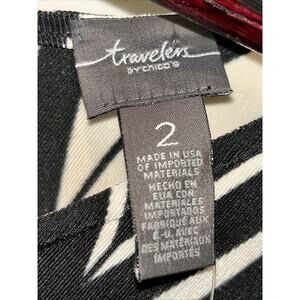 travelers
BY CHICO'S
2
MADE IN USA
OF IMPORTED
MATERIALS
HECHO EN
EUA CON
MATERIALES
IMPORTADOS
FABRIQUÉ AUX
É.-U. AVEC
DES MATÉRIAUX
IMPORTÉS